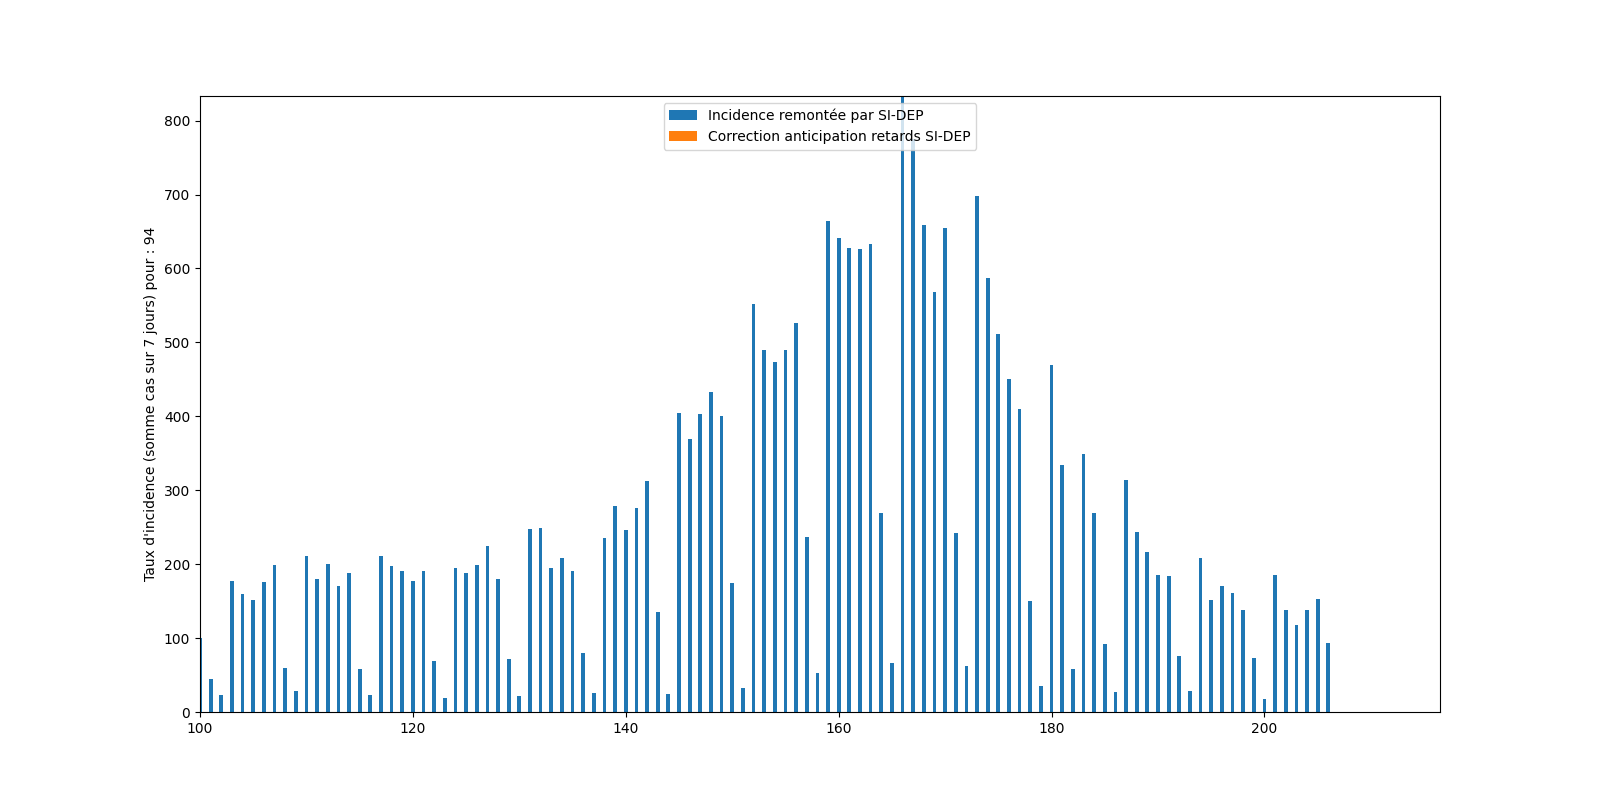 Incidence remontée par SI-DEP
Correction anticipation retards SI-DEP
Taux d'incidence (somme cas sur 7 jours) pour : 94
800
700
600
500
400
300
200
100
0
100 120 140 160 180 200